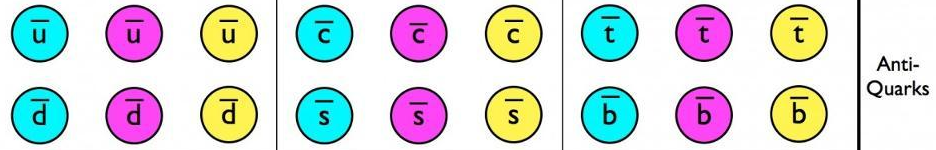 u̅ u̅ u̅ c̅ c̅ c̅ t̅ t̅ t̅
d̅ d̅ d̅ s̅ s̅ s̅ b̅ b̅ b̅
Anti-
Quarks